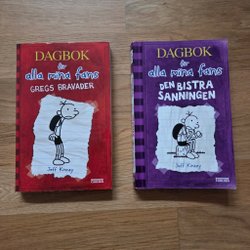 DAGBOK
för
alla mina fans
GREGS BRAVADER
Jeff Kinney
DAGBOK
för
alla mina fans
DEN BISTRA
SANNINGEN
Jeff Kinney